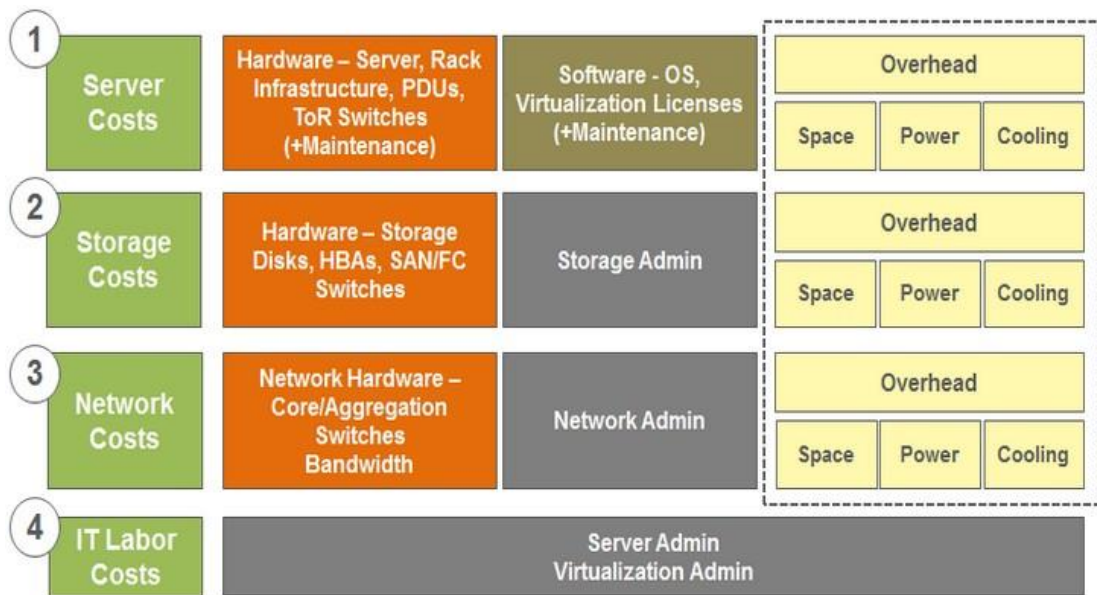 1
Server
Costs
Hardware – Server, Rack
Infrastructure, PDUs,
ToR Switches
(+Maintenance)
Software - OS,
Virtualization Licenses
(+Maintenance)
Overhead
Space
Power
Cooling
2
Storage
Costs
Hardware – Storage
Disks, HBAs, SAN/FC
Switches
Storage Admin
Overhead
Space
Power
Cooling
3
Network
Costs
Network Hardware –
Core/Aggregation
Switches
Bandwidth
Network Admin
Overhead
Space
Power
Cooling
4
IT Labor
Costs
Server Admin
Virtualization Admin